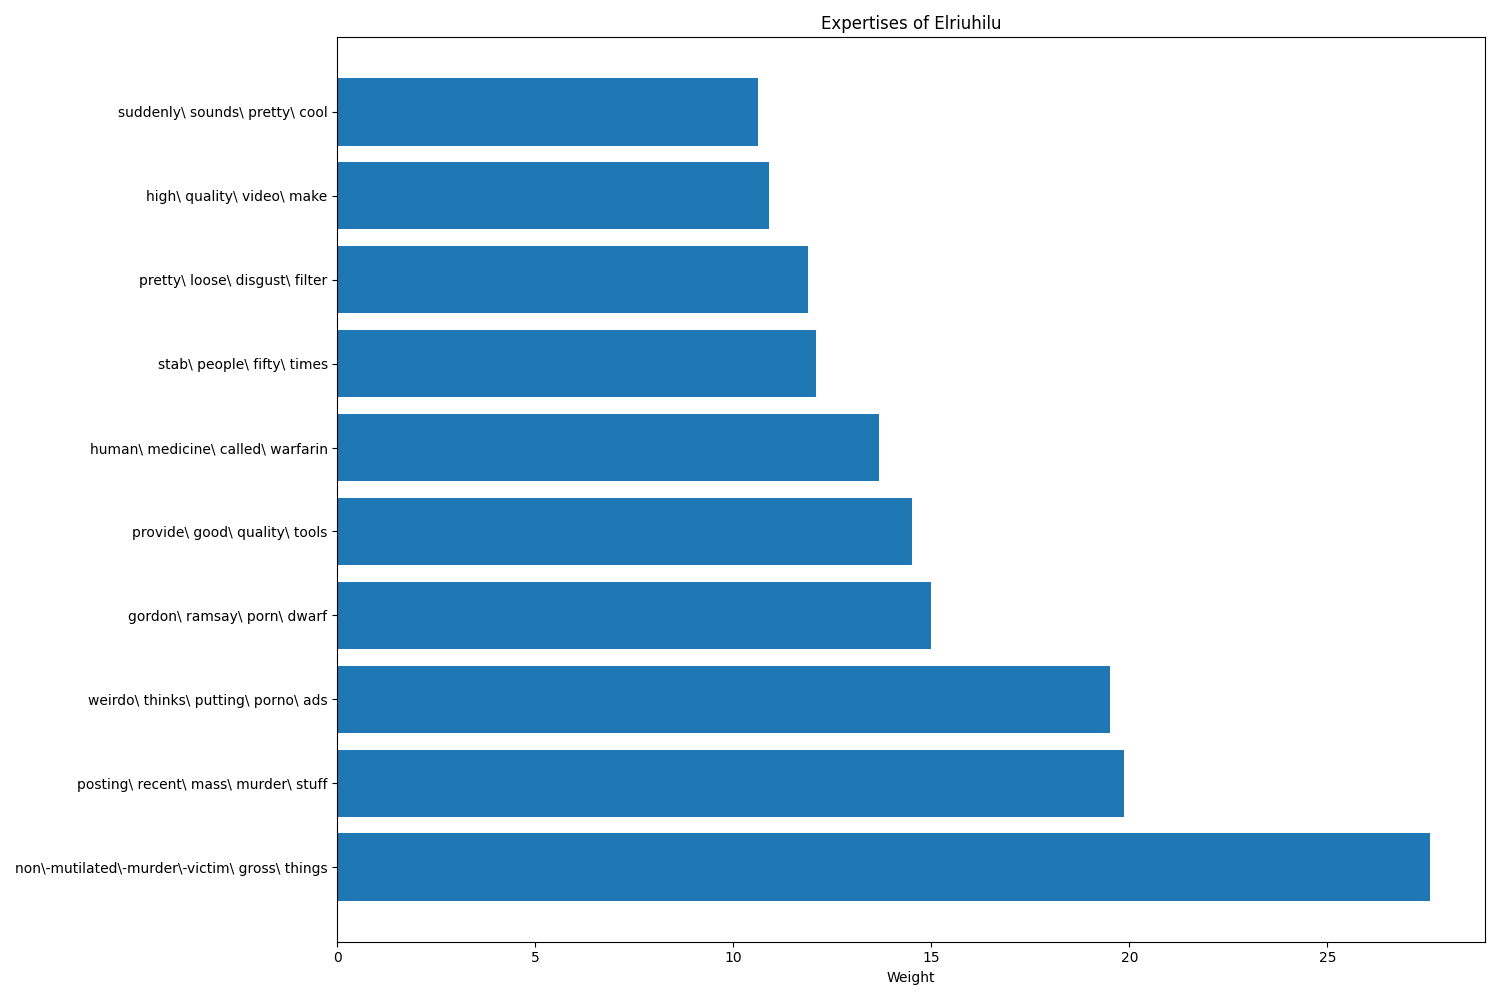 Expertises of Elriuhilu
suddenly\ sounds\ pretty\ cool
high\ quality\ video\ make
pretty\ loose\ disgust\ filter
stab\ people\ fifty\ times
human\ medicine\ called\ warfarin
provide\ good\ quality\ tools
gordon\ ramsay\ porn\ dwarf
weirdo\ thinks\ putting\ porno\ ads
posting\ recent\ mass\ murder\ stuff
non\-mutilated\-murder\-victim\ gross\ things
0 5 10 15 20 25
Weight